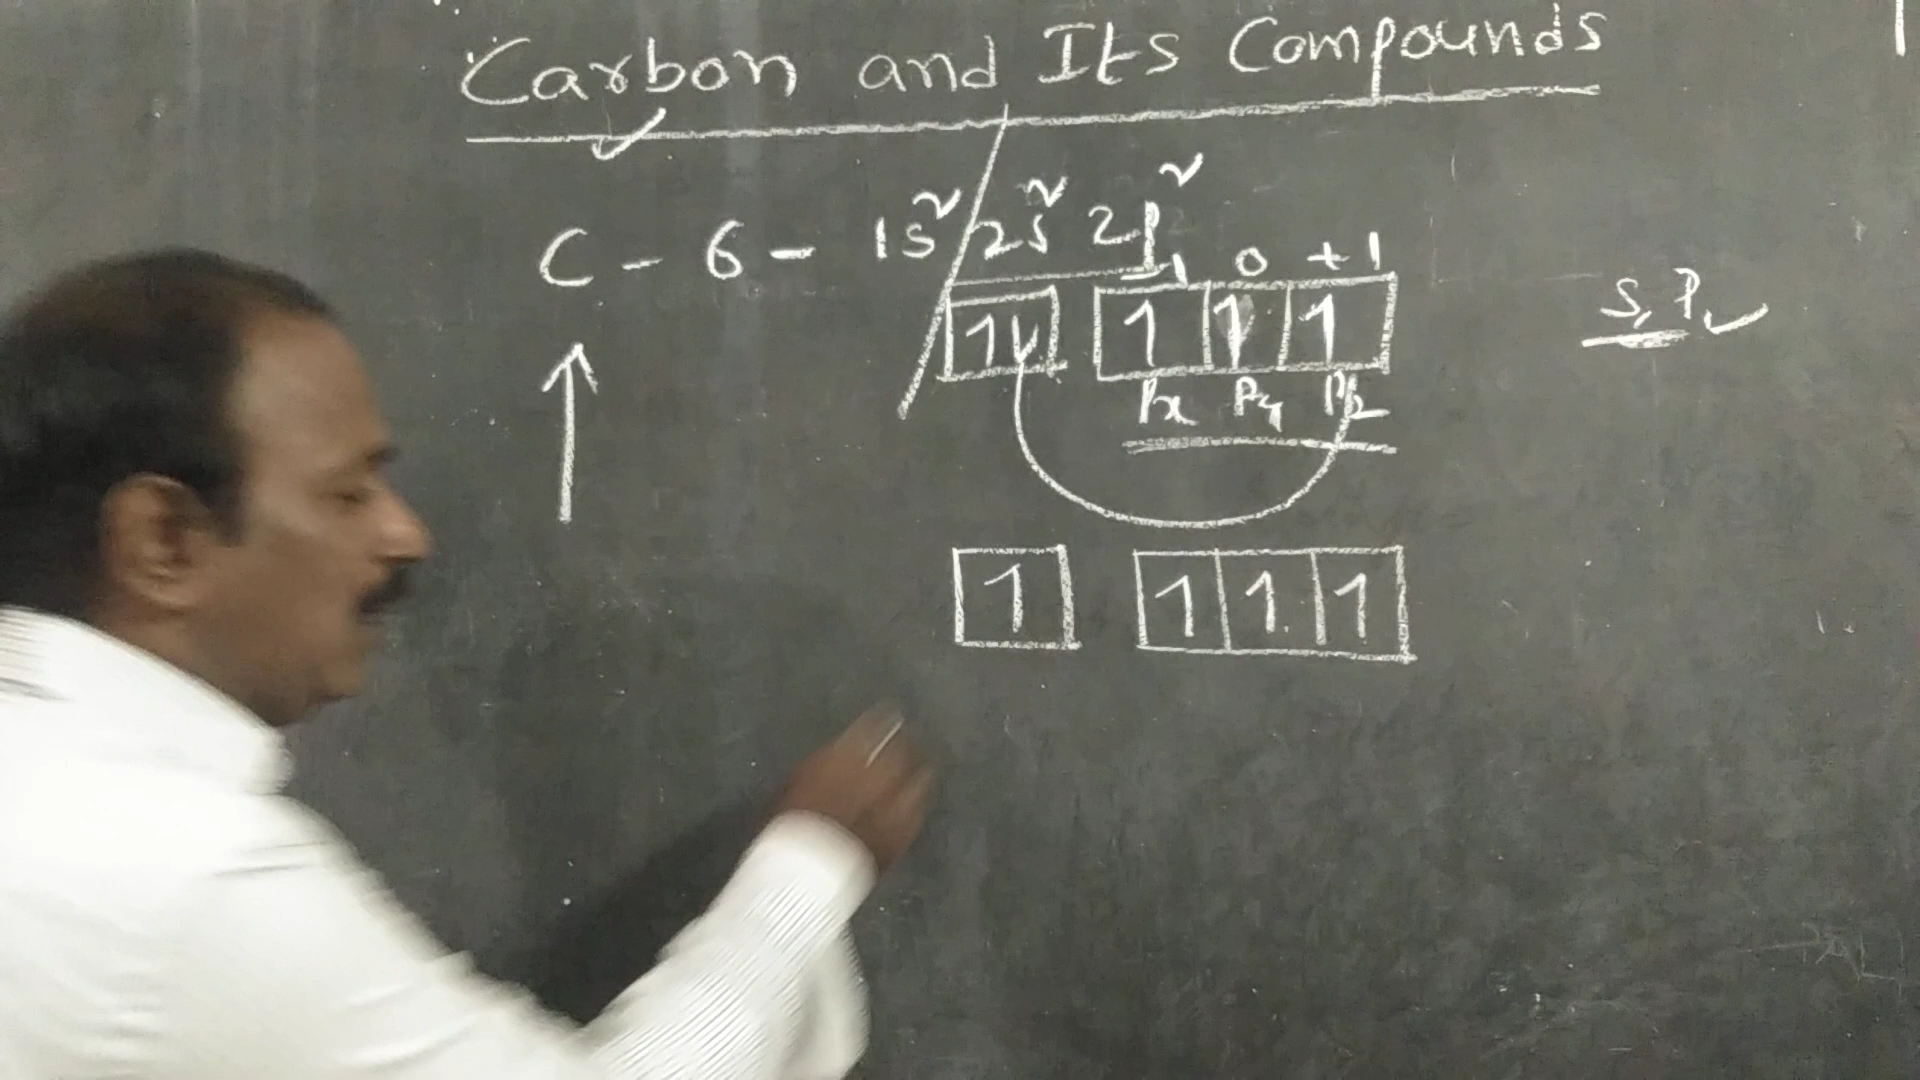 Carbon and Its Compounds
C - 6 - 1s² 2s² 2p²
-1 0 +1
1 1 1 1
Px Py Pz
S, P,
1 1 1 1